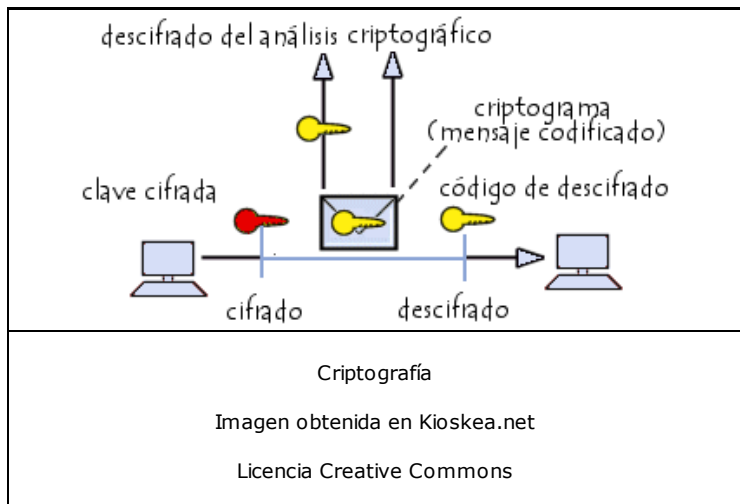 descifrado del análisis criptográfico
criptograma
(mensaje codificado)
clave cifrada
código de descifrado
cifrado
descifrado
Criptografía
Imagen obtenida en Kioskea.net
Licencia Creative Commons